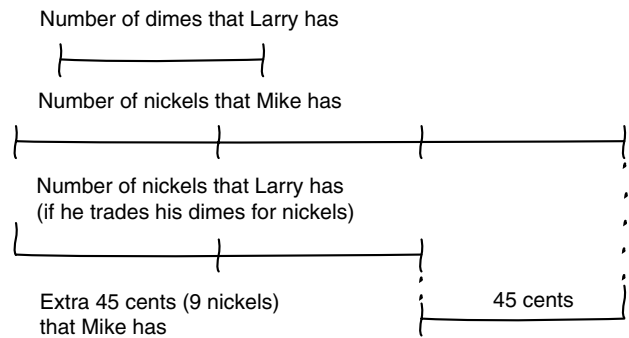 Number of dimes that Larry has
Number of nickels that Mike has
Number of nickels that Larry has
(if he trades his dimes for nickels)
Extra 45 cents (9 nickels)
that Mike has
45 cents